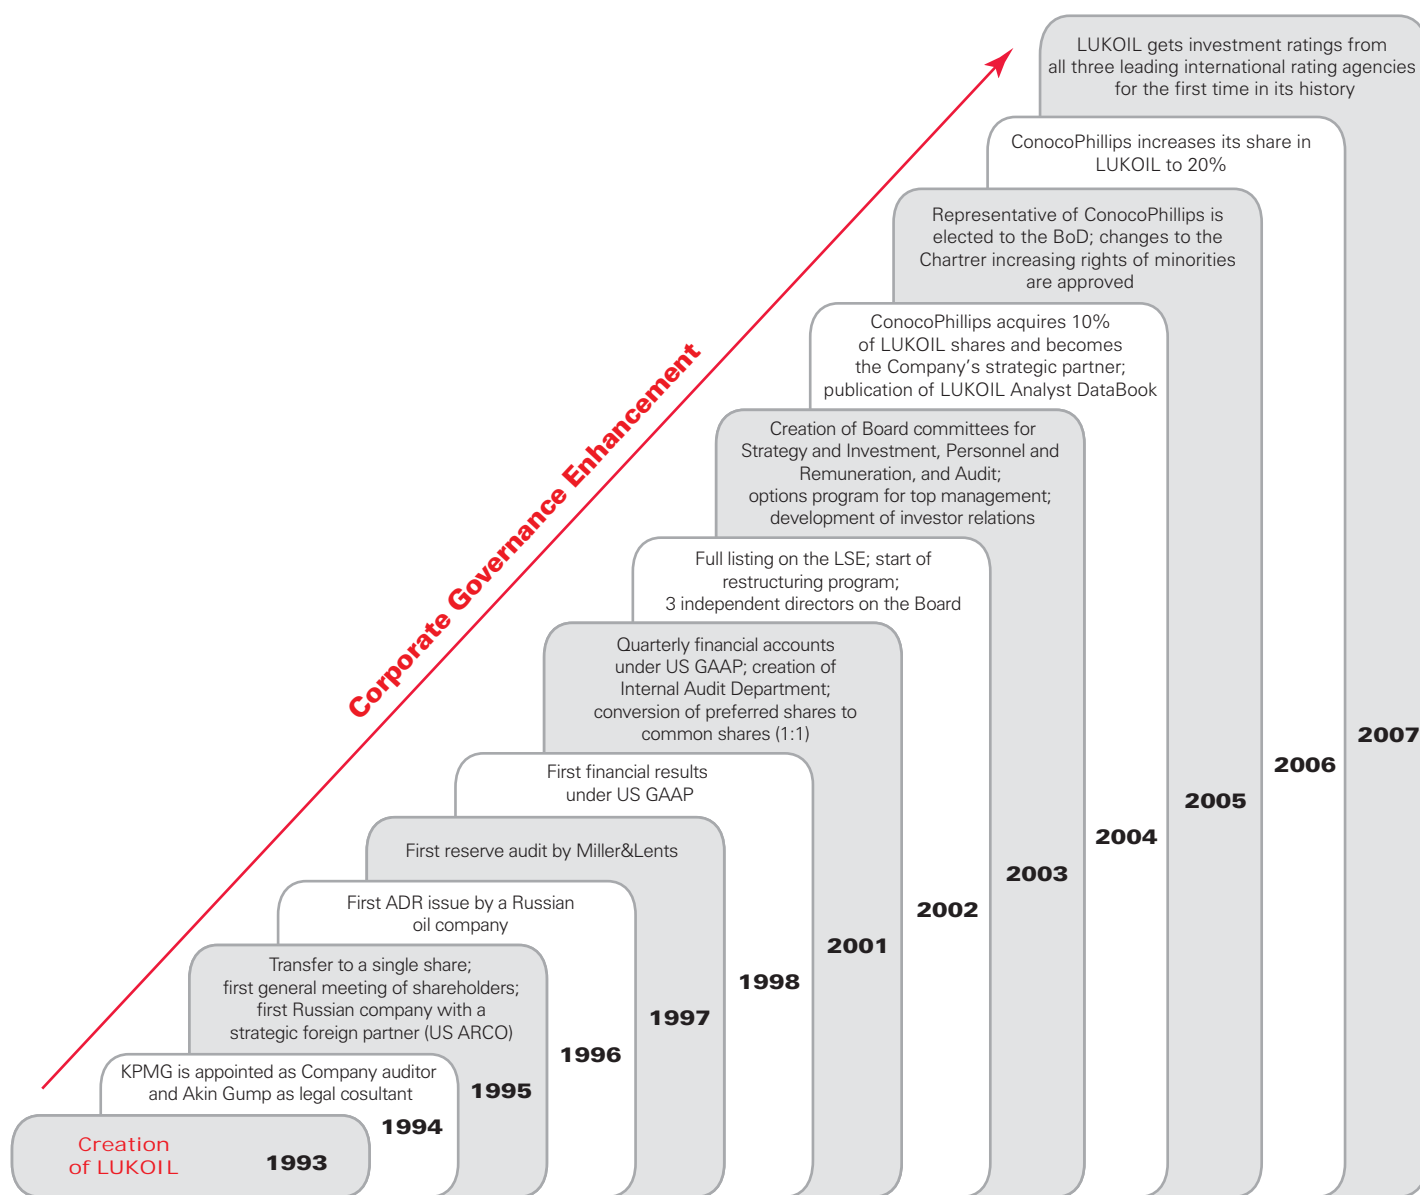 LUKOIL gets investment ratings from
all three leading international rating agencies
for the first time in its history
2007
ConocoPhillips increases its share in
LUKOIL to 20%
2006
Representative of ConocoPhillips is
elected to the BoD; changes to the
Chartrer increasing rights of minorities
are approved
2005
ConocoPhillips acquires 10%
of LUKOIL shares and becomes
the Company’s strategic partner;
publication of LUKOIL Analyst DataBook
2004
Creation of Board committees for
Strategy and Investment, Personnel and
Remuneration, and Audit;
options program for top management;
development of investor relations
2003
Full listing on the LSE; start of
restructuring program;
3 independent directors on the Board
2002
Quarterly financial accounts
under US GAAP; creation of
Internal Audit Department;
conversion of preferred shares to
common shares (1:1)
2001
First financial results
under US GAAP
1998
First reserve audit by Miller&Lents
1997
First ADR issue by a Russian
oil company
1996
Transfer to a single share;
first general meeting of shareholders;
first Russian company with a
strategic foreign partner (US ARCO)
1995
KPMG is appointed as Company auditor
and Akin Gump as legal cosultant
1994
Creation
of LUKOIL
1993
Corporate Governance Enhancement